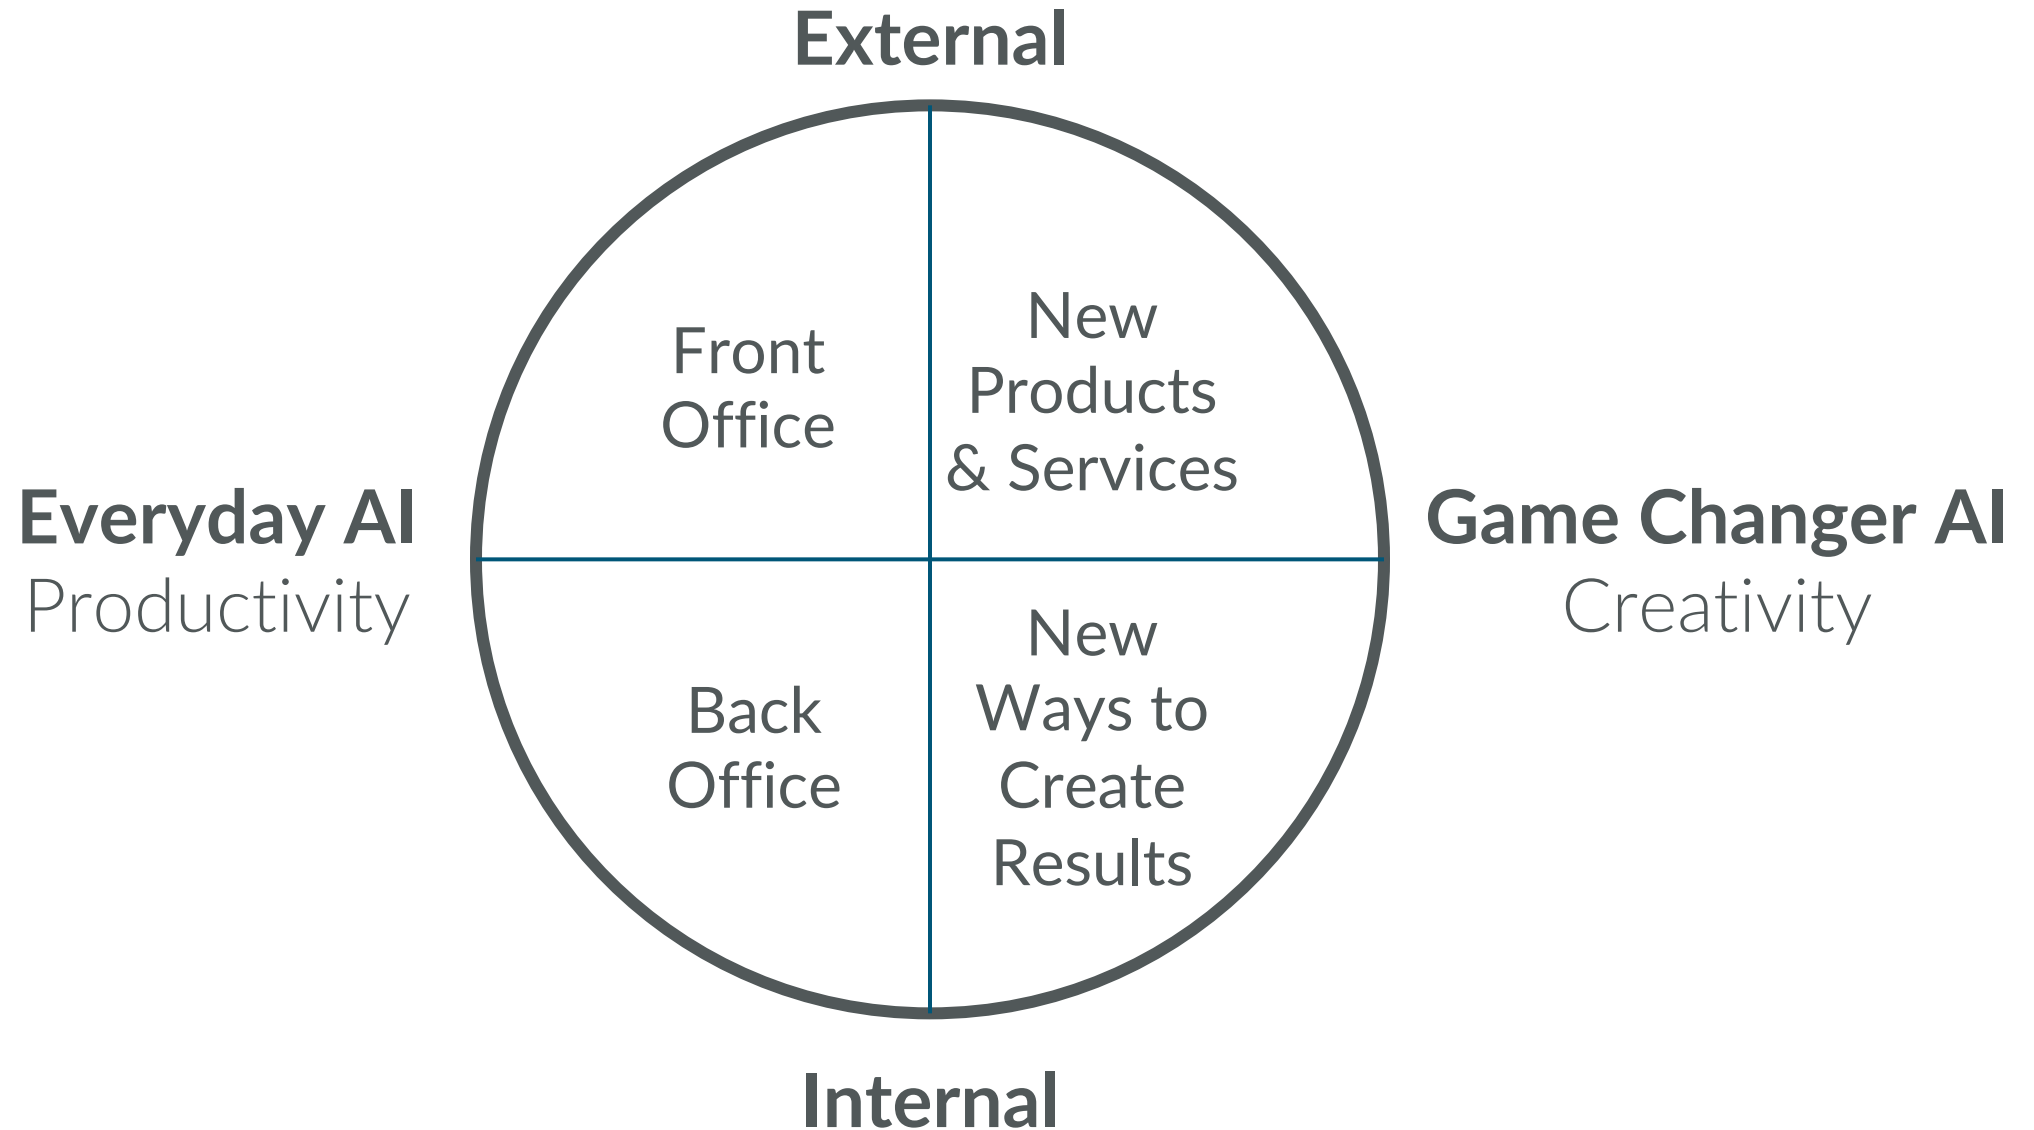 External
Front
Office
New
Products
& Services
Everyday AI
Productivity
Game Changer AI
Creativity
Back
Office
New
Ways to
Create
Results
Internal